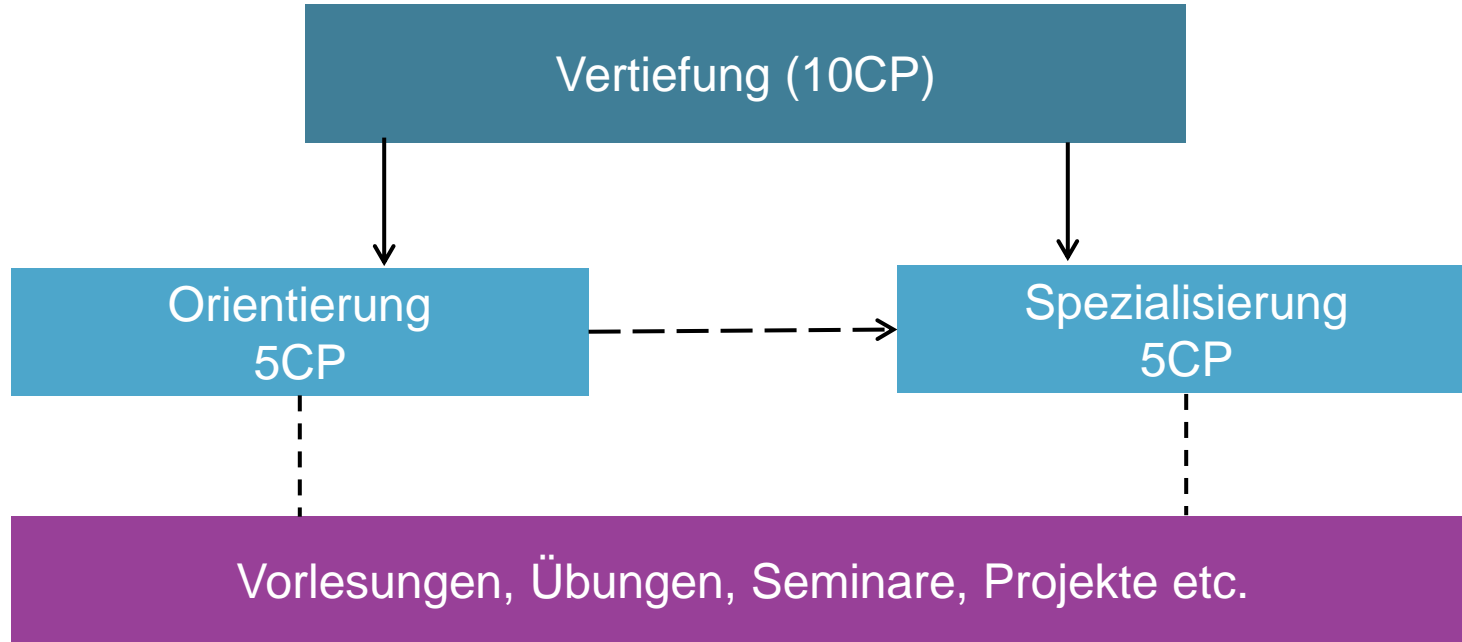 Vertiefung (10CP)
Orientierung
5CP
Spezialisierung
5CP
Vorlesungen, Übungen, Seminare, Projekte etc.